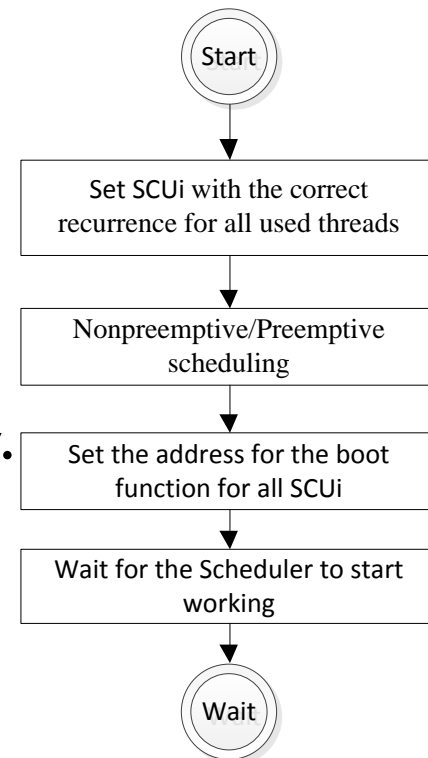 Start
Set SCUi with the correct
recurrence for all used threads
Nonpreemptive/Preemptive
scheduling
Set the address for the boot
function for all SCUi
Wait for the Scheduler to start
working
Wait